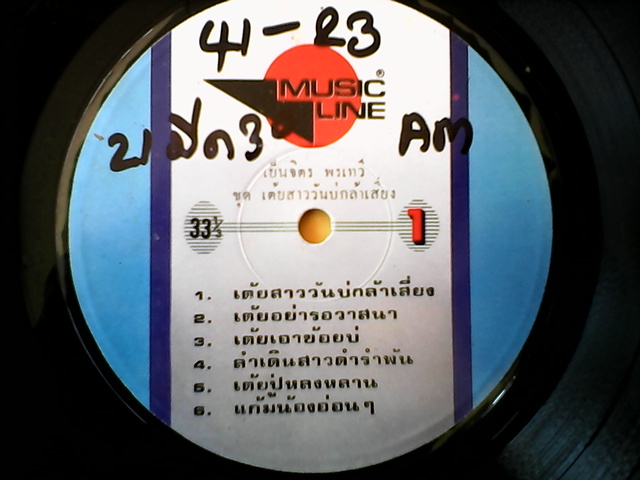 MUSIC®
LINE
Am
เย็นจิตร พรเทวี
ชุด เต้ยสาววันบ่กล้าเสี่ยง
33⅓
1
1. เต้ยสาววันบ่กล้าเสี่ยง
2. เต้ยอย่ารอวาสนา
3. เต้ยเอาข้อยบ่
4. ลำเดินสาวดำรำพัน
5. เต้ยปู่หลงหลาน
6. แก้มน้องอ่อนๆ